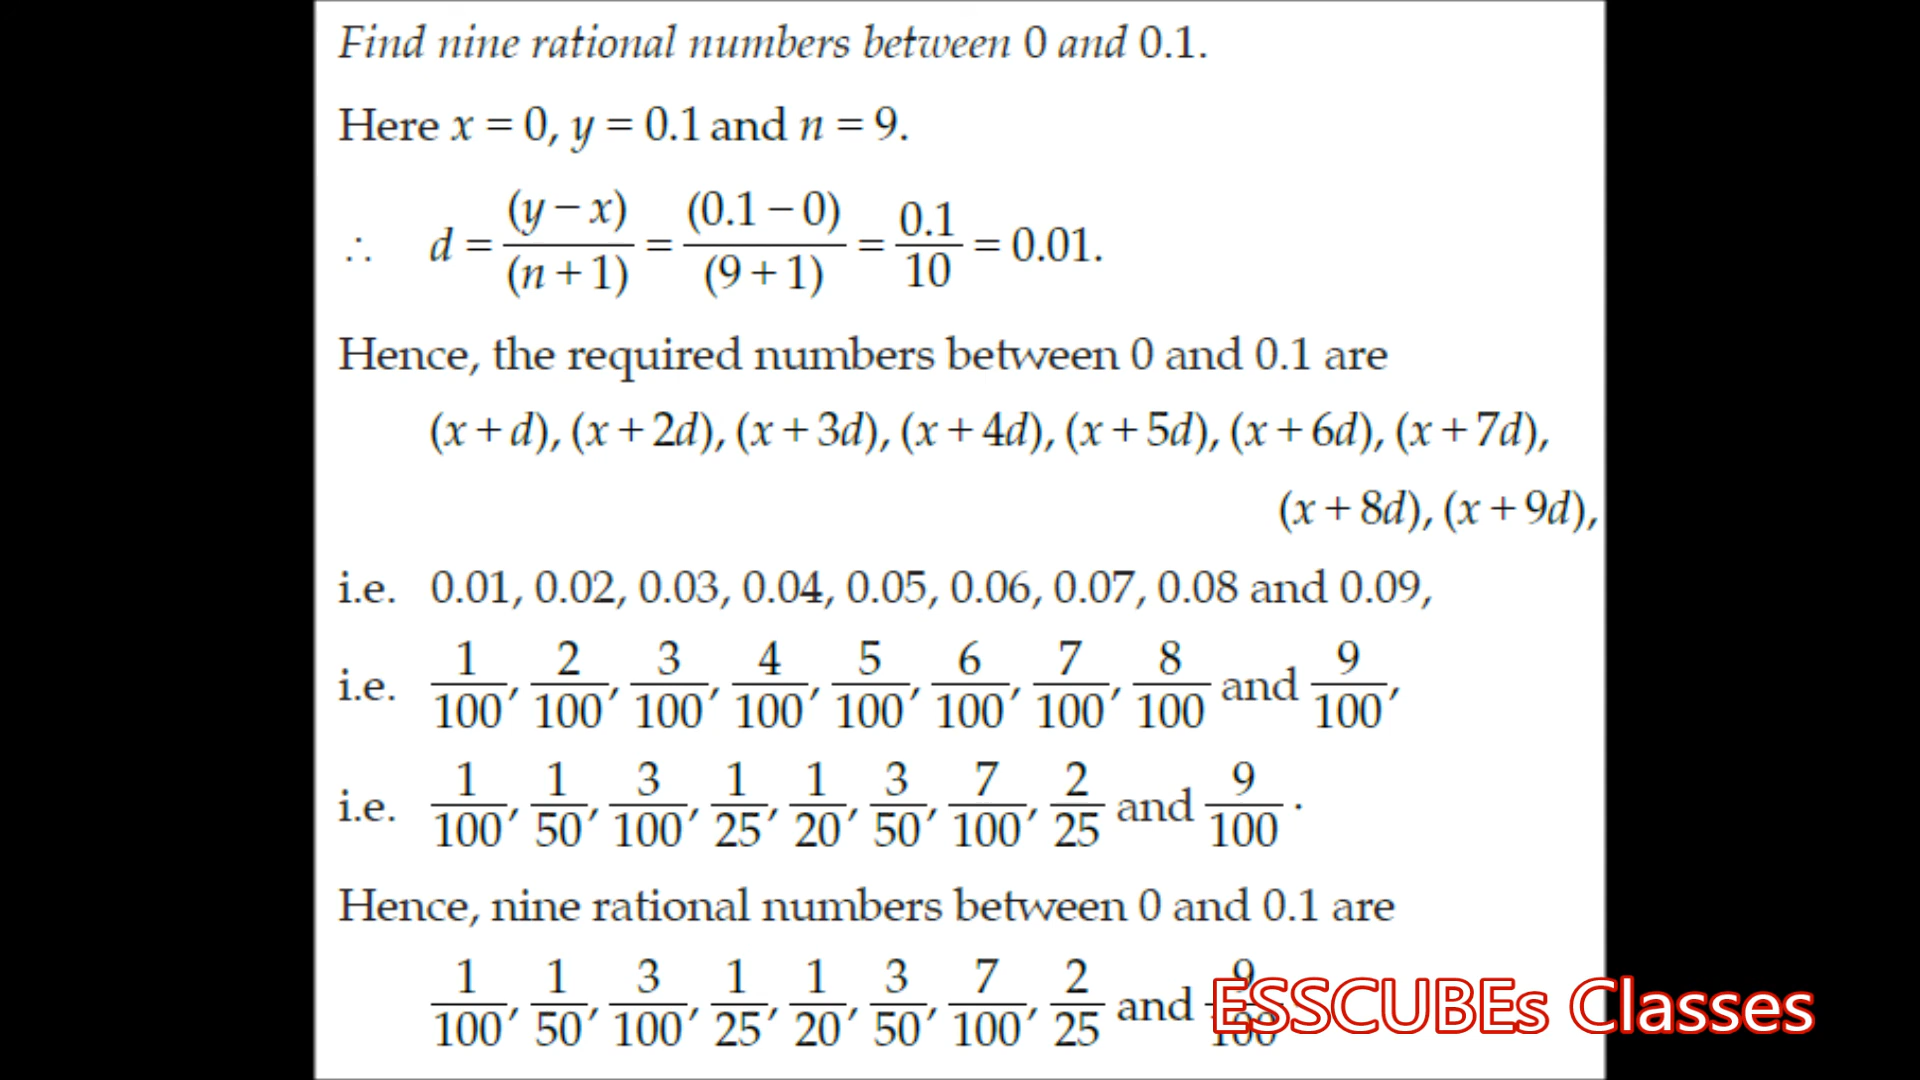 Find nine rational numbers between 0 and 0.1.
Here x = 0, y = 0.1 and n = 9.
∴ d = (y − x)/(n + 1) = (0.1 − 0)/(9 + 1) = 0.1/10 = 0.01.
Hence, the required numbers between 0 and 0.1 are
(x + d), (x + 2d), (x + 3d), (x + 4d), (x + 5d), (x + 6d), (x + 7d),
(x + 8d), (x + 9d),
i.e. 0.01, 0.02, 0.03, 0.04, 0.05, 0.06, 0.07, 0.08 and 0.09,
i.e. 1/100, 2/100, 3/100, 4/100, 5/100, 6/100, 7/100, 8/100 and 9/100,
i.e. 1/100, 1/50, 3/100, 1/25, 1/20, 3/50, 7/100, 2/25 and 9/100.
Hence, nine rational numbers between 0 and 0.1 are
1/100, 1/50, 3/100, 1/25, 1/20, 3/50, 7/100, 2/25 and 9/100
ESSCUBEs Classes